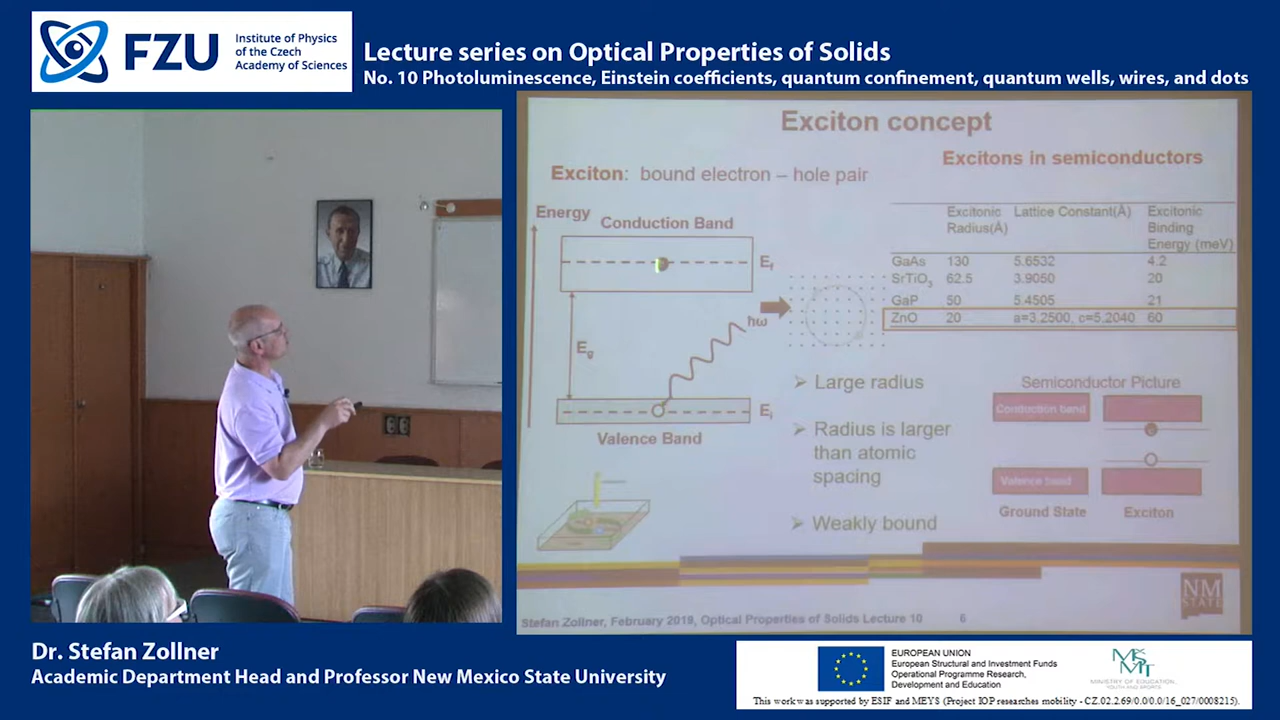 FZU
Institute of Physics
of the Czech
Academy of Sciences
Lecture series on Optical Properties of Solids
No. 10 Photoluminescence, Einstein coefficients, quantum confinement, quantum wells, wires, and dots
Exciton concept
Exciton: bound electron – hole pair
Energy
Conduction Band
Ef
Eg
ħω
Ei
Valence Band
Excitons in semiconductors
Excitonic Radius(Å) Lattice Constant(Å) Excitonic Binding Energy (meV)
GaAs 130 5.6532 4.2
SrTiO3 62.5 3.9050 20
GaP 50 5.4505 21
ZnO 20 a=3.2500, c=5.2040 60
➢ Large radius
➢ Radius is larger
than atomic
spacing
➢ Weakly bound
Semiconductor Picture
Conduction band
Valence band
Ground State Exciton
NM
STATE
Stefan Zollner, February 2019, Optical Properties of Solids Lecture 10 6
Dr. Stefan Zollner
Academic Department Head and Professor New Mexico State University
EUROPEAN UNION
European Structural and Investment Funds
Operational Programme Research,
Development and Education
MINISTRY OF EDUCATION,
YOUTH AND SPORTS
This work was supported by ESIF and MEYS (Project IOP researches mobility - CZ.02.2.69/0.0/0.0/16_027/0008215).